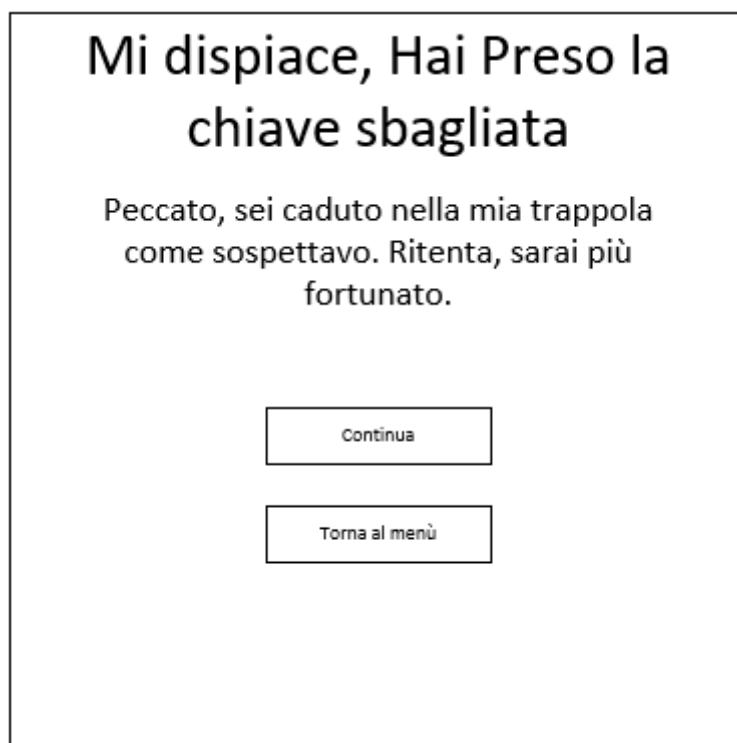 Mi dispiace, Hai Preso la
chiave sbagliata
Peccato, sei caduto nella mia trappola
come sospettavo. Ritenta, sarai più
fortunato.
Continua
Torna al menù